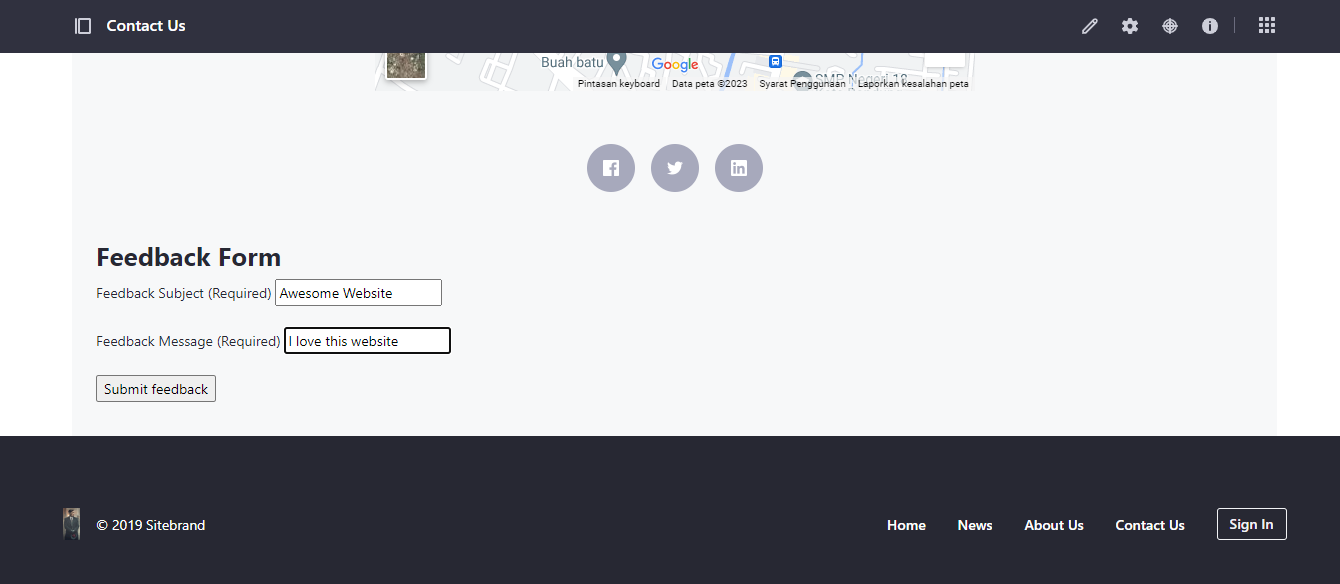 Contact Us
Buah batu
Google
SMP Negeri 18
Pintasan keyboard Data peta ©2023 Syarat Penggunaan Laporkan kesalahan peta
Feedback Form
Feedback Subject (Required) Awesome Website
Feedback Message (Required) I love this website
Submit feedback
© 2019 Sitebrand Home News About Us Contact Us Sign In